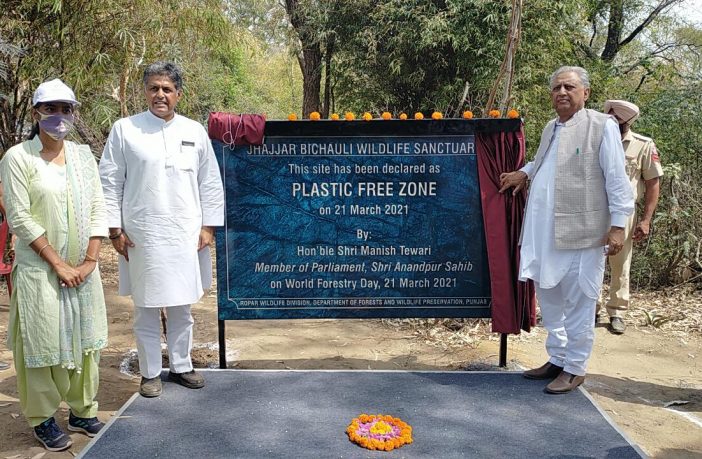 JHAJJAR BICHAULI WILDLIFE SANCTUARY
This site has been declared as
PLASTIC FREE ZONE
on 21 March 2021
By:
Hon'ble Shri Manish Tewari
Member of Parliament, Shri Anandpur Sahib
on World Forestry Day, 21 March 2021
ROPAR WILDLIFE DIVISION, DEPARTMENT OF FORESTS AND WILDLIFE PRESERVATION, PUNJAB